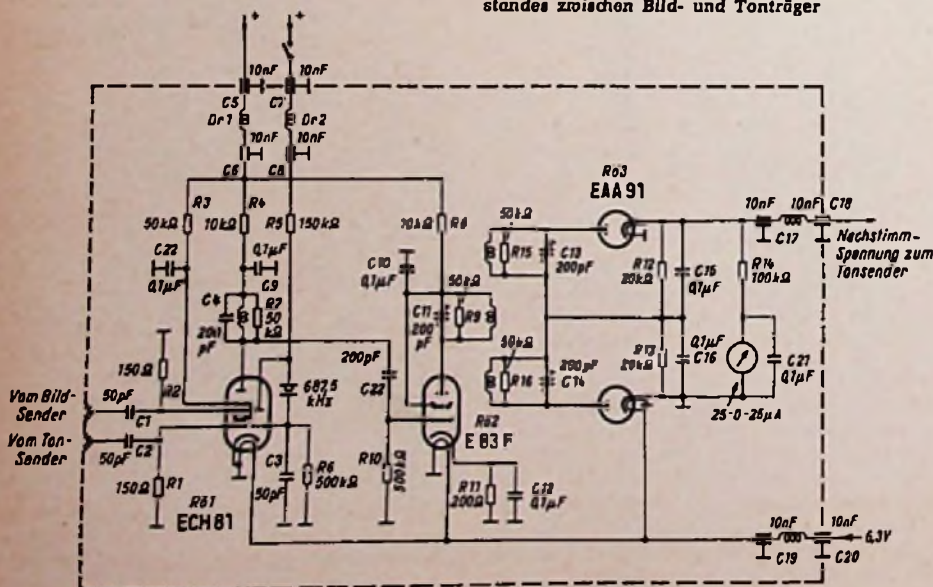 standes zwischen Bild- und Tonträger
+ +
10nF 10nF
C5 C7
Dr1 Dr2
10nF 10nF
C6 C8
R3 R4 R5 150kΩ
50kΩ 10kΩ
C22 0,1µF
0,1µF C9
C4 R7
200 50
pF kΩ
150Ω
R2
Vom Bild-
Sender
50pF
C1
Vom Ton-
Sender
50pF
C2
150Ω R1
Rö1
ECH 81
687,5
kHz
C3
50pF
R6
500kΩ
200pF
C22
R10
500kΩ
10kΩ R8
C10
0,1µF
50kΩ
C11 R9
200
pF
Rö2
E 83 F
R11
200Ω
0,1µF
50kΩ
R15
C13
200pF
50kΩ
R16
200pF
C14
Rö3
EAA 91
R12
20kΩ
C15
0,1µF
R13
20kΩ
0,1µF
C16
R14
100kΩ
C21
0,1µF
25-0-25µA
10nF 10nF C18
C17
Nachstimm-
Spannung zum
Tonsender
10nF 10nF
6,3V
C19 C20